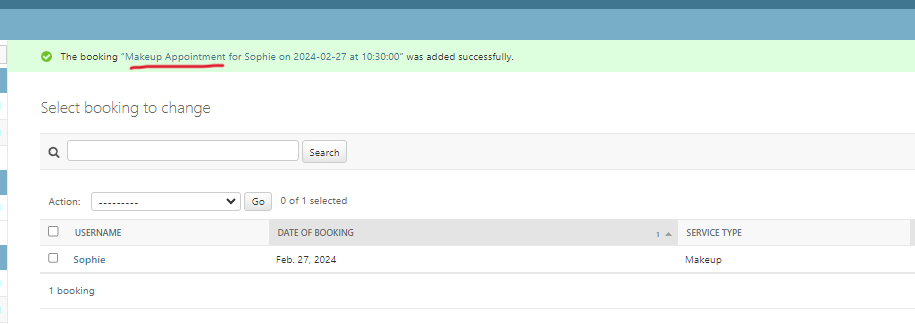 The booking “Makeup Appointment for Sophie on 2024-02-27 at 10:30:00” was added successfully.
Select booking to change
Search
Action: --------- Go 0 of 1 selected
USERNAME DATE OF BOOKING 1 SERVICE TYPE
Sophie Feb. 27, 2024 Makeup
1 booking